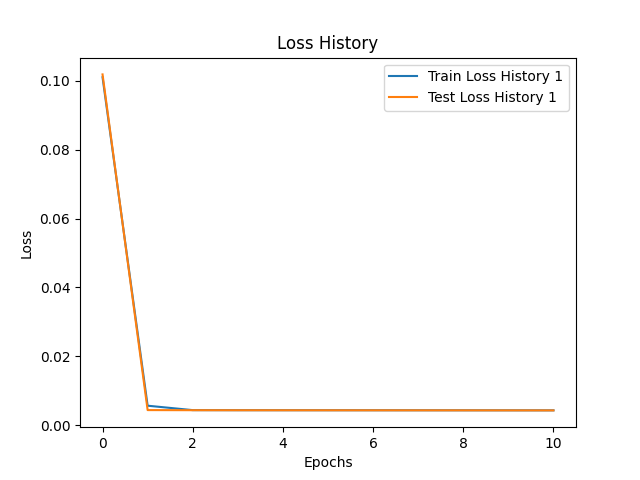 Loss History
Train Loss History 1
Test Loss History 1
0.10
0.08
0.06
0.04
0.02
0.00
Loss
0 2 4 6 8 10
Epochs